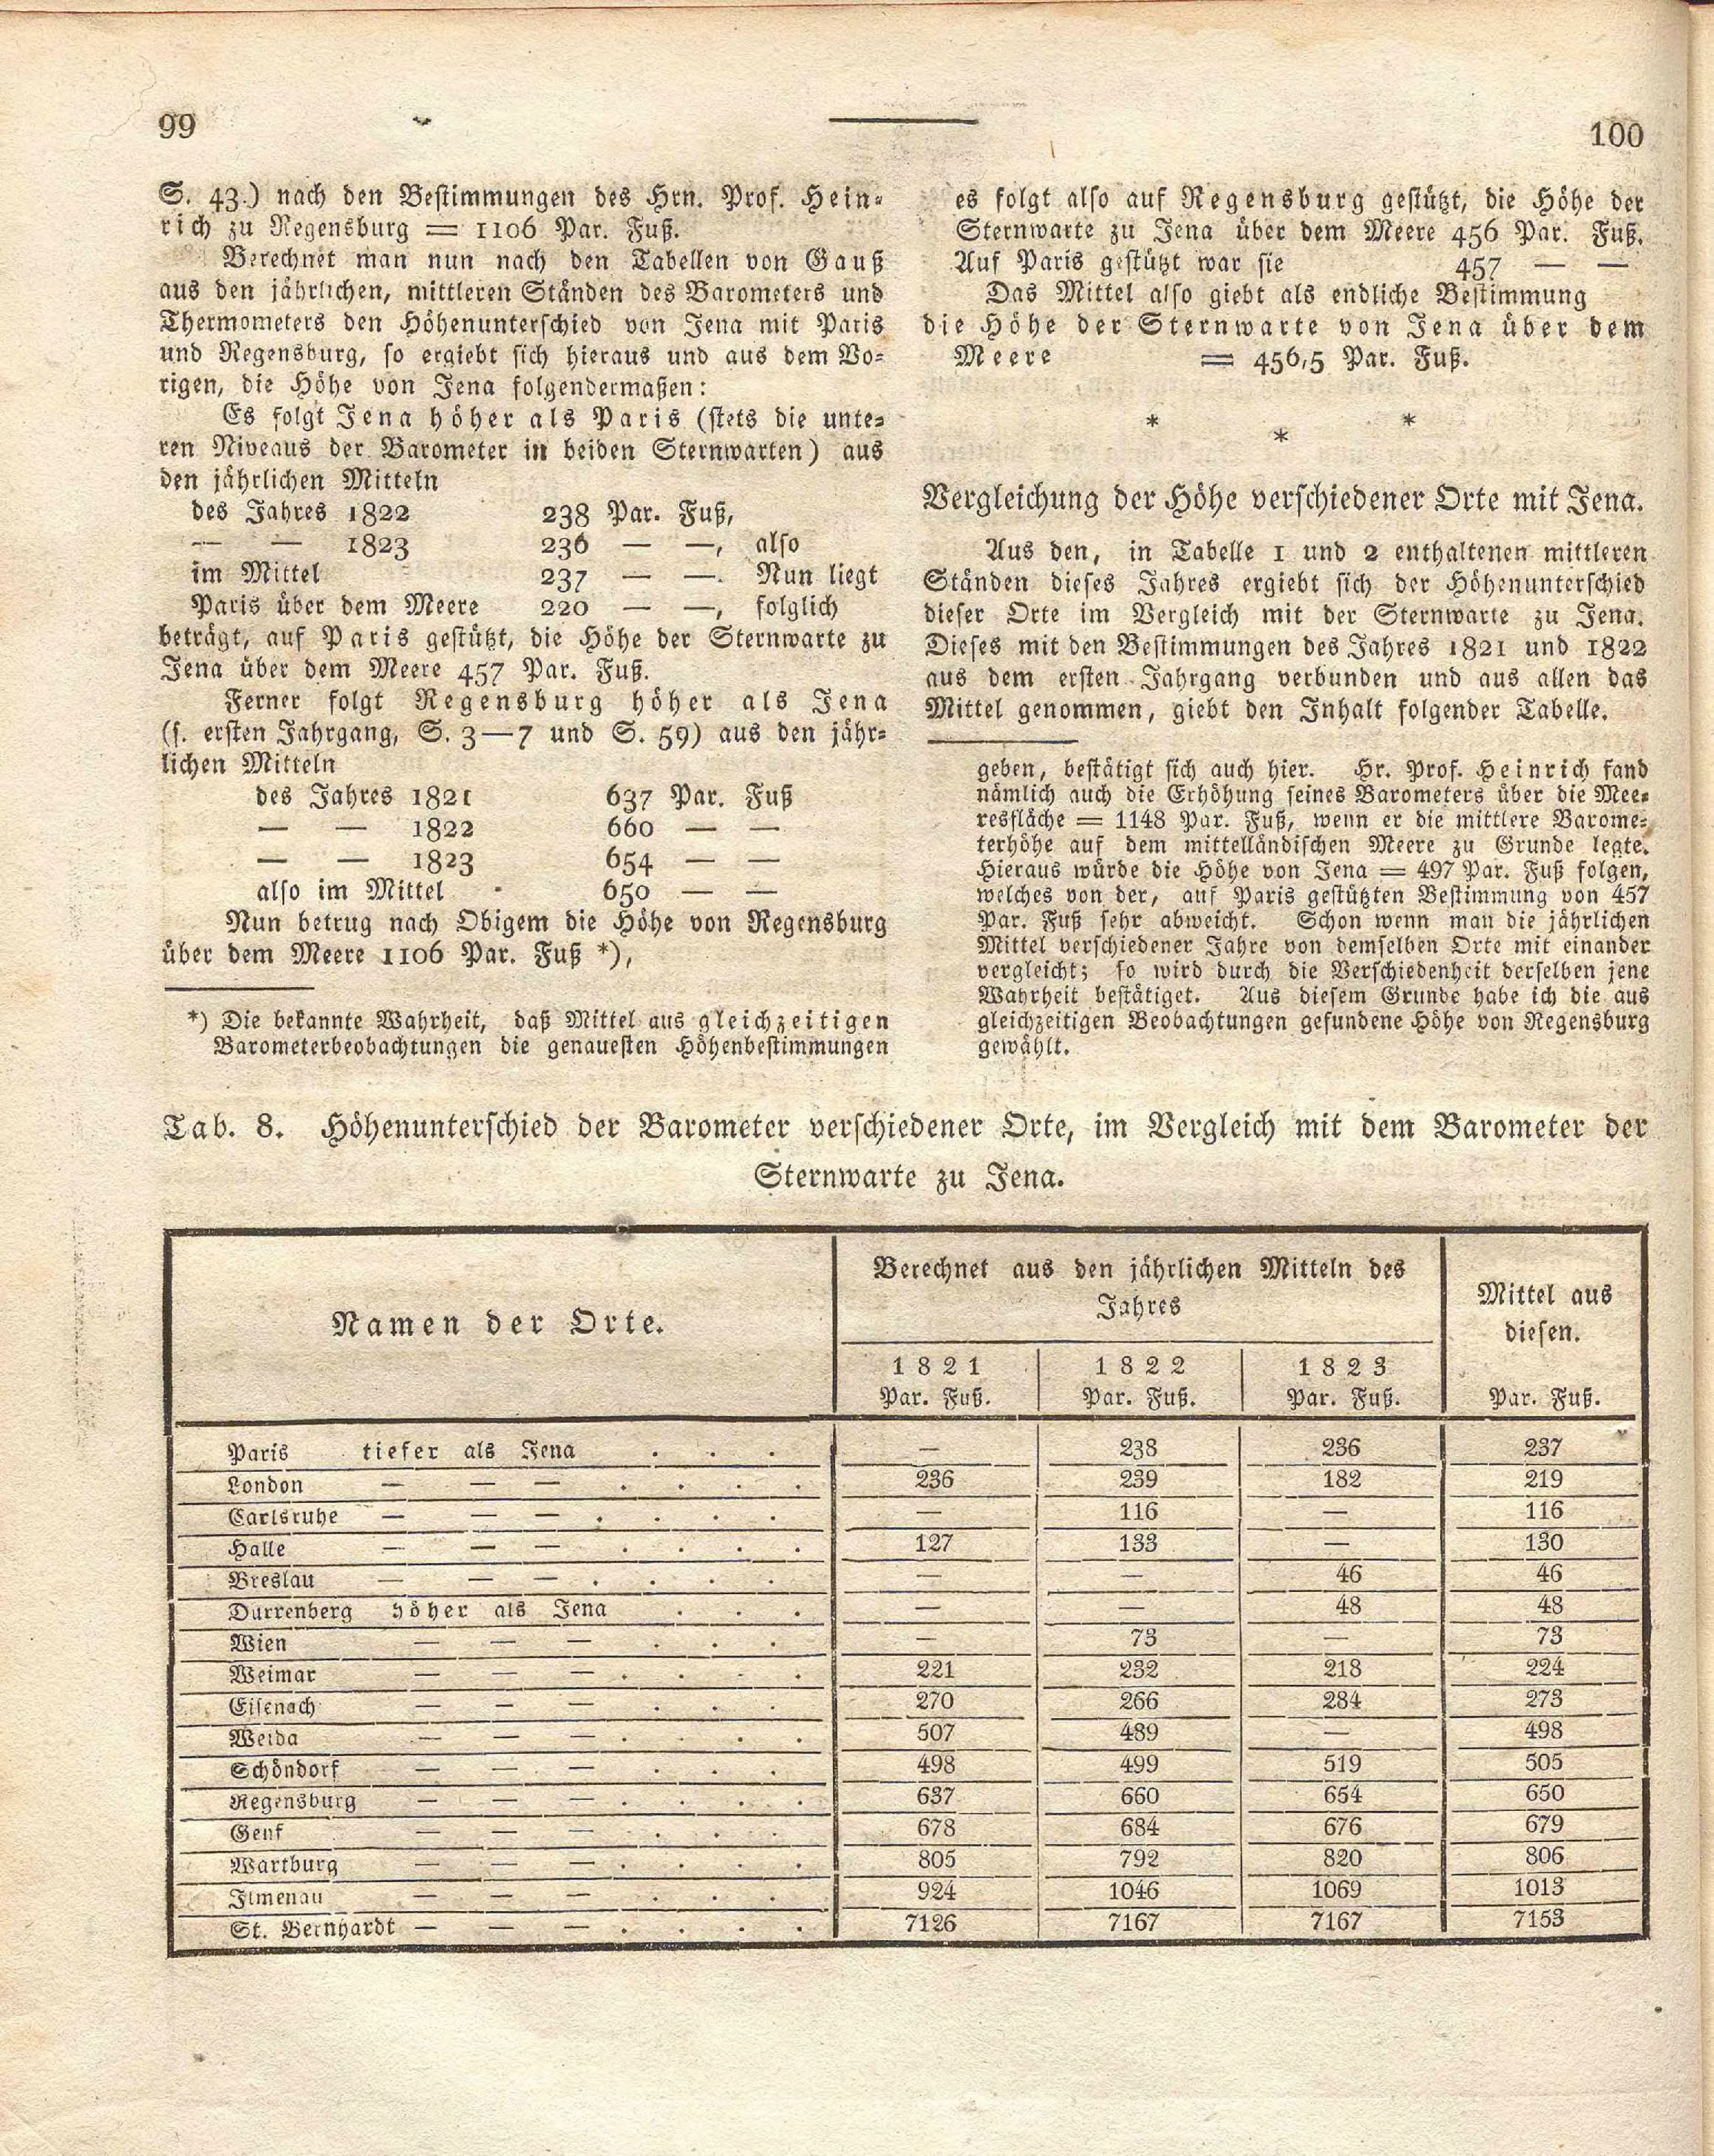 99
S. 43.) nach den Bestimmungen des Hrn. Prof. Hein-
rich zu Regensburg = 1106 Par. Fuß.
Berechnet man nun nach den Tabellen von Gauß
aus den jährlichen, mittleren Ständen des Barometers und
Thermometers den Höhenunterschied von Jena mit Paris
und Regensburg, so ergiebt sich hieraus und aus dem Vo-
rigen, die Höhe von Jena folgendermaßen:
Es folgt Jena höher als Paris (stets die unte-
ren Niveaus der Barometer in beiden Sternwarten) aus
den jährlichen Mitteln
des Jahres 1822 238 Par. Fuß,
— — 1823 236 — —, also
im Mittel 237 — —. Nun liegt
Paris über dem Meere 220 — —, folglich
beträgt, auf Paris gestützt, die Höhe der Sternwarte zu
Jena über dem Meere 457 Par. Fuß.
Ferner folgt Regensburg höher als Jena
(s. ersten Jahrgang, S. 3—7 und S. 59) aus den jähr-
lichen Mitteln
des Jahres 1821 637 Par. Fuß
— — 1822 660 — —
— — 1823 654 — —
also im Mittel 650 — —
Nun betrug nach Obigem die Höhe von Regensburg
über dem Meere 1106 Par. Fuß *),
*) Die bekannte Wahrheit, daß Mittel aus gleichzeitigen
Barometerbeobachtungen die genauesten Höhenbestimmungen
100
es folgt also auf Regensburg gestützt, die Höhe der
Sternwarte zu Jena über dem Meere 456 Par. Fuß.
Auf Paris gestützt war sie 457 — —
Das Mittel also giebt als endliche Bestimmung
die Höhe der Sternwarte von Jena über dem
Meere = 456,5 Par. Fuß.
* * *
Vergleichung der Höhe verschiedener Orte mit Jena.
Aus den, in Tabelle 1 und 2 enthaltenen mittleren
Ständen dieses Jahres ergiebt sich der Höhenunterschied
dieser Orte im Vergleich mit der Sternwarte zu Jena.
Dieses mit den Bestimmungen des Jahres 1821 und 1822
aus dem ersten Jahrgang verbunden und aus allen das
Mittel genommen, giebt den Inhalt folgender Tabelle.
geben, bestätigt sich auch hier. Hr. Prof. Heinrich fand
nämlich auch die Erhöhung seines Barometers über die Mee-
resfläche = 1148 Par. Fuß, wenn er die mittlere Barome-
terhöhe auf dem mittelländischen Meere zu Grunde legte.
Hieraus würde die Höhe von Jena = 497 Par. Fuß folgen,
welches von der, auf Paris gestützten Bestimmung von 457
Par. Fuß sehr abweicht. Schon wenn man die jährlichen
Mittel verschiedener Jahre von demselben Orte mit einander
vergleicht; so wird durch die Verschiedenheit derselben jene
Wahrheit bestätiget. Aus diesem Grunde habe ich die aus
gleichzeitigen Beobachtungen gefundene Höhe von Regensburg
gewählt.
Tab. 8. Höhenunterschied der Barometer verschiedener Orte, im Vergleich mit dem Barometer der
Sternwarte zu Jena.
Namen der Orte. Berechnet aus den jährlichen Mitteln des Jahres Mittel aus diesen.
1821 1822 1823
Par. Fuß. Par. Fuß. Par. Fuß. Par. Fuß.
Paris tiefer als Jena . . . — 238 236 237
London — — — . . . . 236 239 182 219
Carlsruhe — — — . . . . — 116 — 116
Halle — — — . . . . 127 133 — 130
Breslau — — — . . . . — — 46 46
Durrenberg höher als Jena . . . — — 48 48
Wien — — — . . . — 73 — 73
Weimar — — — . . . . 221 232 218 224
Eisenach — — — . . . 270 266 284 273
Weida — — — . . . . 507 489 — 498
Schöndorf — — — . . . 498 499 519 505
Regensburg — — — . . . . 637 660 654 650
Genf — — — . . . 678 684 676 679
Wartburg — — — . . . . 805 792 820 806
Ilmenau — — — . . . 924 1046 1069 1013
St. Bernhardt — — — . . . . 7126 7167 7167 7153